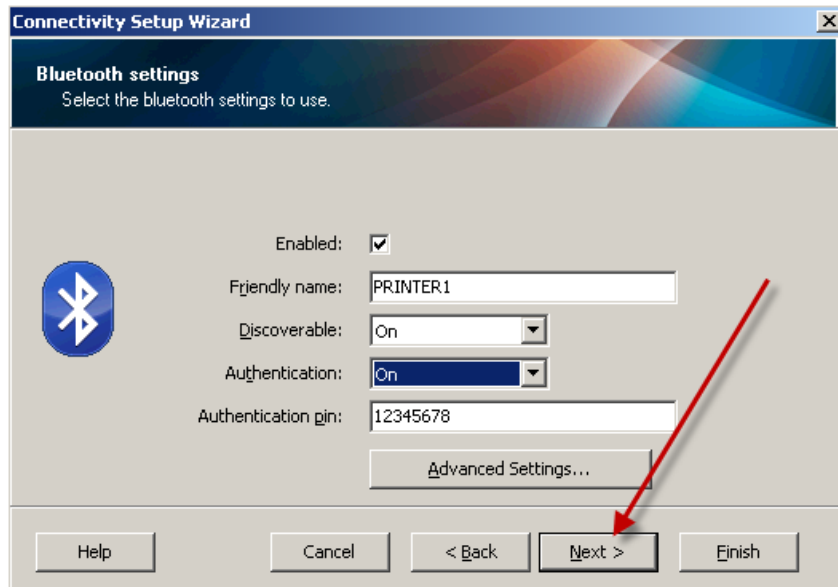 Connectivity Setup Wizard
Bluetooth settings
Select the bluetooth settings to use.
Enabled:
Friendly name: PRINTER1
Discoverable: On
Authentication: On
Authentication pin: 12345678
Advanced Settings...
Help Cancel < Back Next > Finish